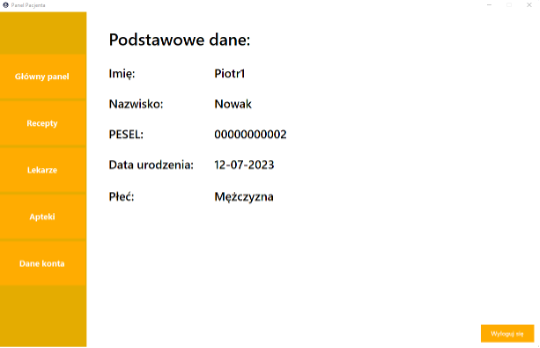 Panel Pacjenta
Podstawowe dane:
Główny panel
Recepty
Lekarze
Apteki
Dane konta
Imię: Piotr1
Nazwisko: Nowak
PESEL: 00000000002
Data urodzenia: 12-07-2023
Płeć: Mężczyzna
Wyloguj się